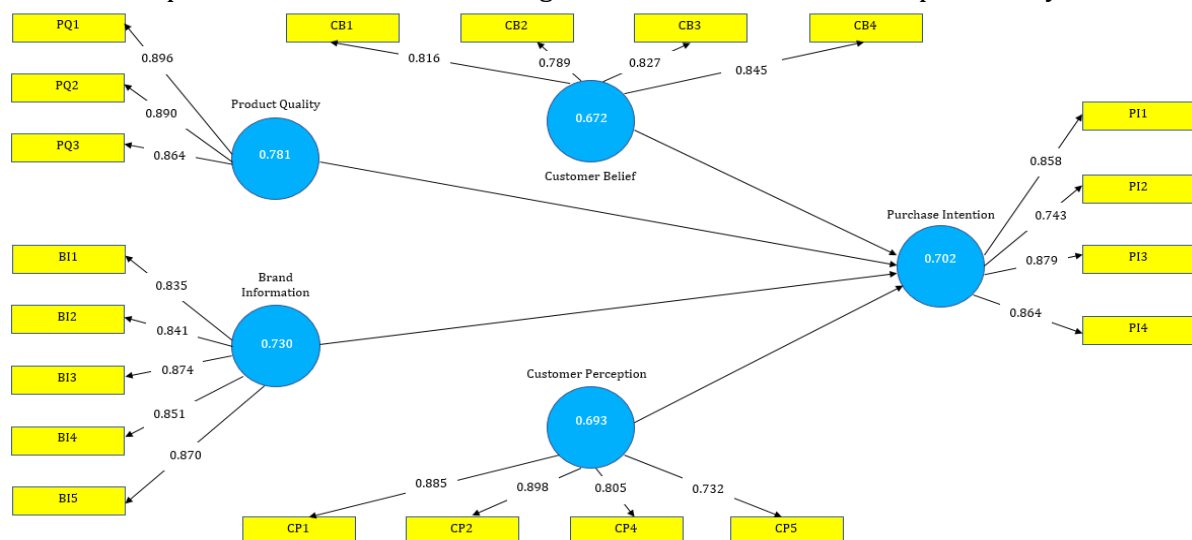 PQ1
CB1
CB2
CB3
CB4
0.896
0.816
0.789
0.827
0.845
PQ2
0.890
Product Quality
0.781
PQ3
0.864
0.672
Customer Belief
PI1
0.858
PI2
0.743
Purchase Intention
0.702
PI3
0.879
PI4
0.864
BI1
0.835
Brand
Information
0.730
BI2
0.841
BI3
0.874
BI4
0.851
BI5
0.870
Customer Perception
0.693
0.885
0.898
0.805
0.732
CP1
CP2
CP4
CP5